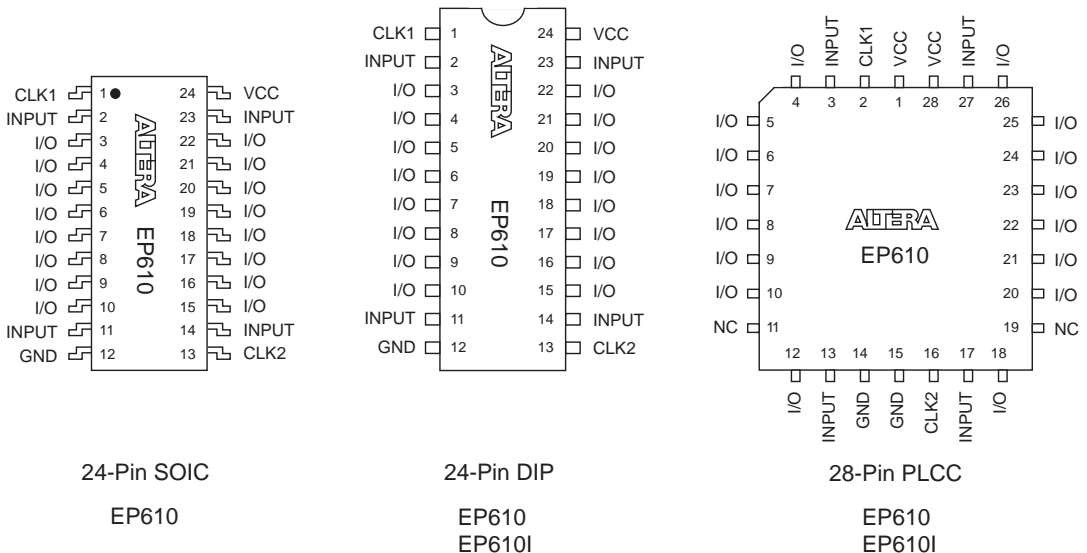 CLK1 1 24 VCC
INPUT 2 23 INPUT
I/O 3 22 I/O
I/O 4 21 I/O
I/O 5 20 I/O
I/O 6 19 I/O
I/O 7 18 I/O
I/O 8 17 I/O
I/O 9 16 I/O
I/O 10 15 I/O
INPUT 11 14 INPUT
GND 12 13 CLK2
ALTERA
EP610
24-Pin SOIC
EP610
CLK1 1 24 VCC
INPUT 2 23 INPUT
I/O 3 22 I/O
I/O 4 21 I/O
I/O 5 20 I/O
I/O 6 19 I/O
I/O 7 18 I/O
I/O 8 17 I/O
I/O 9 16 I/O
I/O 10 15 I/O
INPUT 11 14 INPUT
GND 12 13 CLK2
ALTERA
EP610
24-Pin DIP
EP610
EP610I
I/O INPUT CLK1 VCC VCC INPUT I/O
4 3 2 1 28 27 26
I/O 5 25 I/O
I/O 6 24 I/O
I/O 7 23 I/O
I/O 8 22 I/O
I/O 9 21 I/O
I/O 10 20 I/O
NC 11 19 NC
ALTERA
EP610
12 13 14 15 16 17 18
I/O INPUT GND GND CLK2 INPUT I/O
28-Pin PLCC
EP610
EP610I